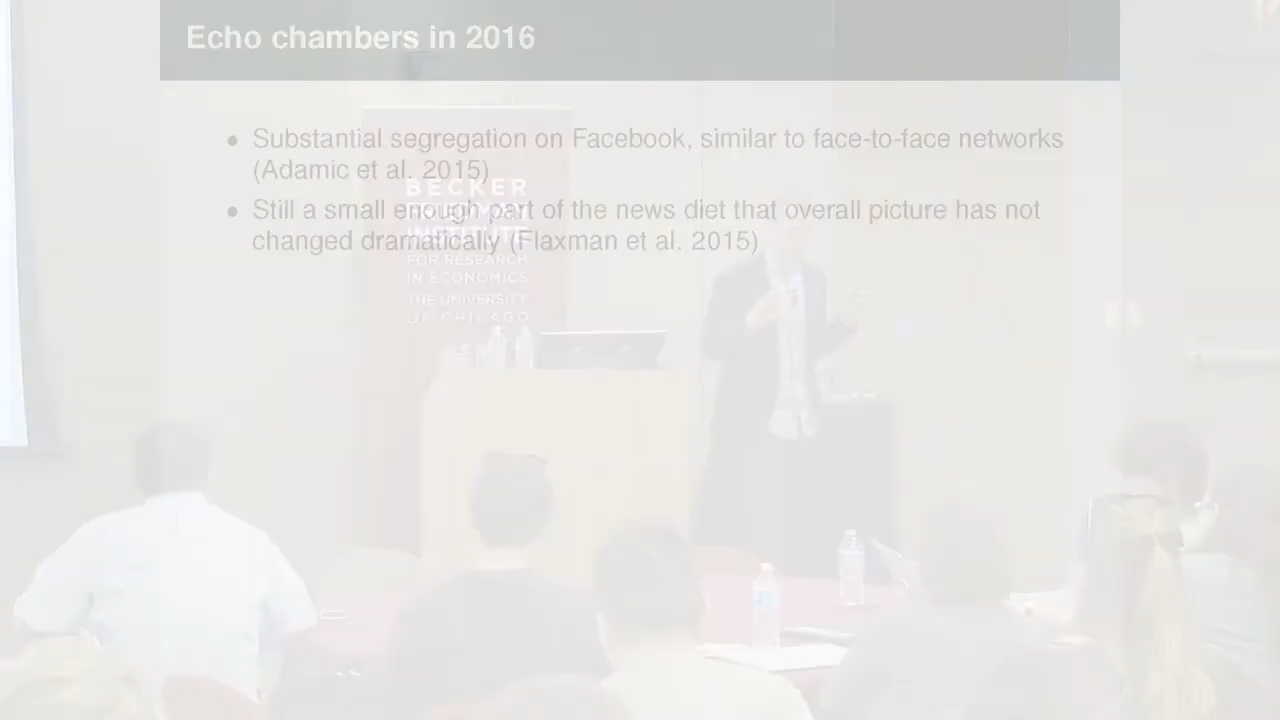 Echo chambers in 2016
• Substantial segregation on Facebook, similar to face-to-face networks
(Adamic et al. 2015)
• Still a small enough part of the news diet that overall picture has not
changed dramatically (Flaxman et al. 2015)
BECKER
FRIEDMAN
INSTITUTE
FOR RESEARCH
IN ECONOMICS
THE UNIVERSITY
OF CHICAGO